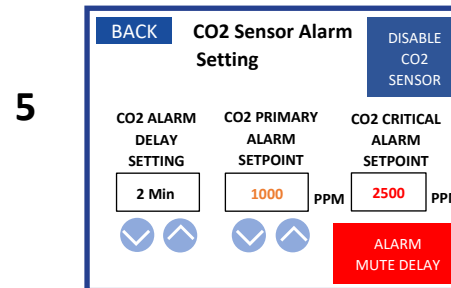 5
BACK
CO2 Sensor Alarm
Setting
DISABLE
CO2
SENSOR
CO2 ALARM
DELAY
SETTING
2 Min
CO2 PRIMARY
ALARM
SETPOINT
1000 PPM
CO2 CRITICAL
ALARM
SETPOINT
2500
ALARM
MUTE DELAY